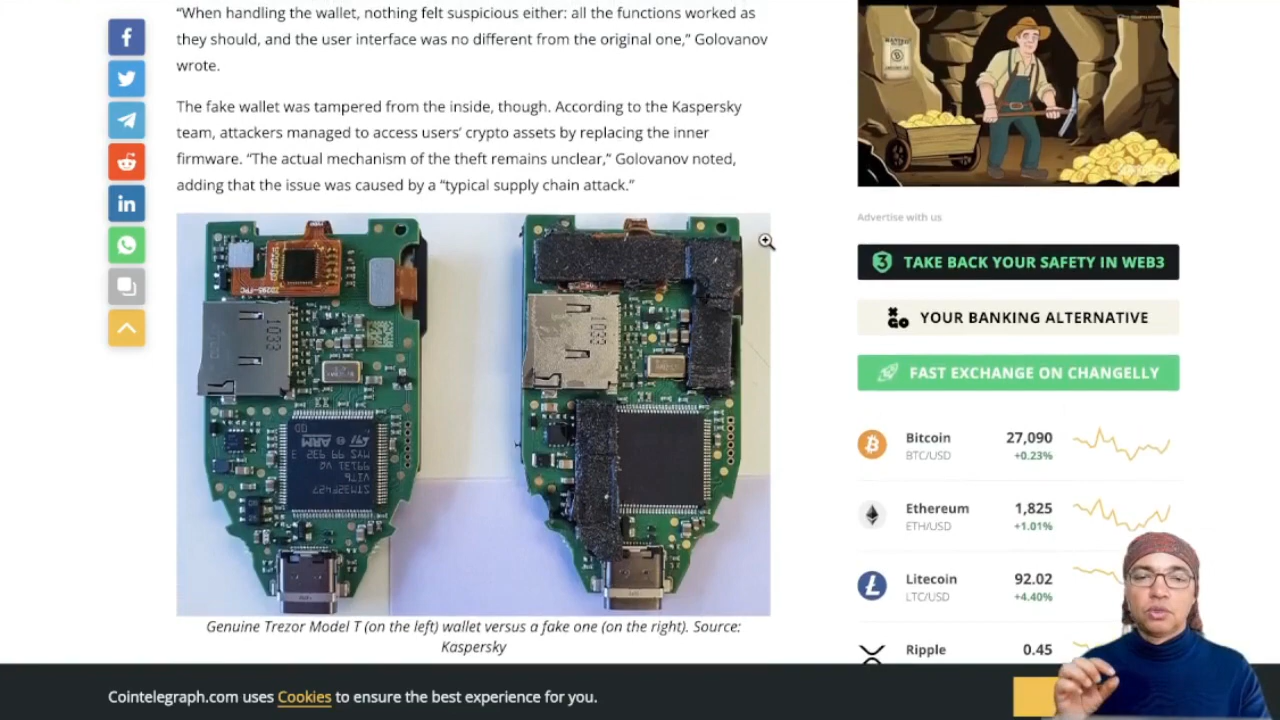 “When handling the wallet, nothing felt suspicious either: all the functions worked as
they should, and the user interface was no different from the original one,” Golovanov
wrote.
The fake wallet was tampered from the inside, though. According to the Kaspersky
team, attackers managed to access users’ crypto assets by replacing the inner
firmware. “The actual mechanism of the theft remains unclear,” Golovanov noted,
adding that the issue was caused by a “typical supply chain attack.”
1033
ARM
STM32F427
1033
Genuine Trezor Model T (on the left) wallet versus a fake one (on the right). Source:
Kaspersky
WANTED
Advertise with us
TAKE BACK YOUR SAFETY IN WEB3
YOUR BANKING ALTERNATIVE
FAST EXCHANGE ON CHANGELLY
Bitcoin 27,090
BTC/USD +0.23%
Ethereum 1,825
ETH/USD +1.01%
Litecoin 92.02
LTC/USD +4.40%
Ripple 0.45
Cointelegraph.com uses Cookies to ensure the best experience for you.